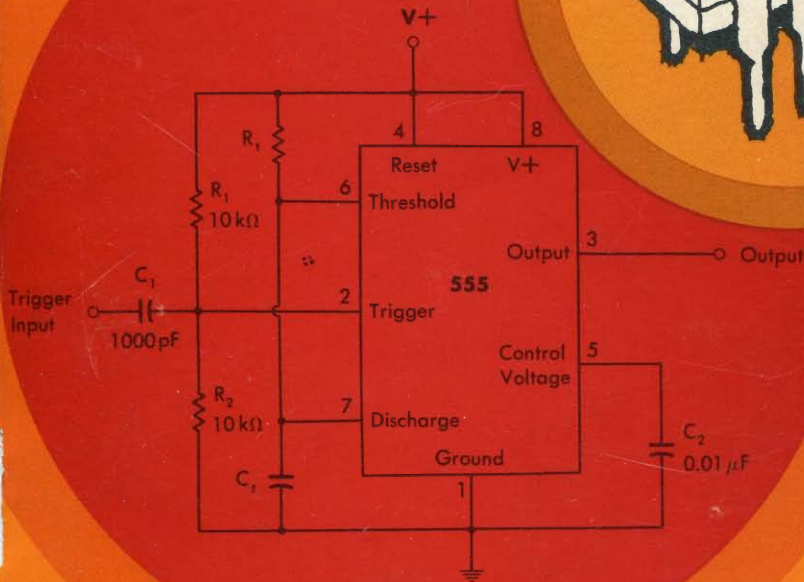 V+
4
8
R₁
Reset
V+
6
Threshold
R₁
10 kΩ
Output
3
Output
C₁
555
Trigger
Input
2
Trigger
1000 pF
Control
Voltage
5
R₂
10 kΩ
7
Discharge
C₂
0.01 μF
Ground
C₁
1